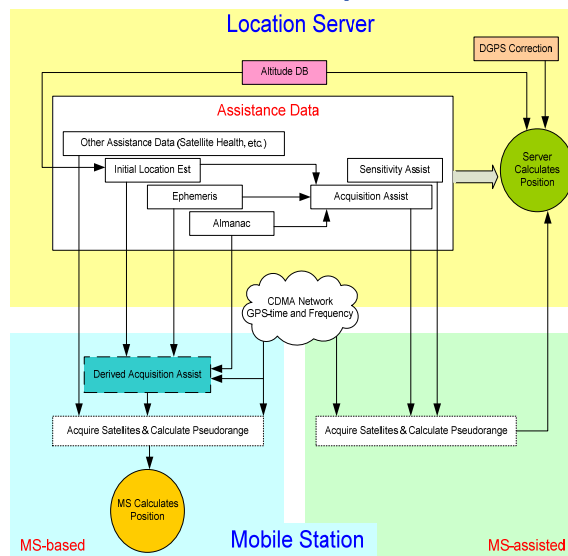 Location Server
DGPS Correction
Altitude DB
Assistance Data
Other Assistance Data (Satellite Health, etc.)
Initial Location Est
Sensitivity Assist
Server
Calculates
Position
Ephemeris
Acquisition Assist
Almanac
CDMA Network
GPS-time and Frequency
Derived Acquisition Assist
Acquire Satellites & Calculate Pseudorange
Acquire Satellites & Calculate Pseudorange
MS Calculates
Position
MS-based
Mobile Station
MS-assisted